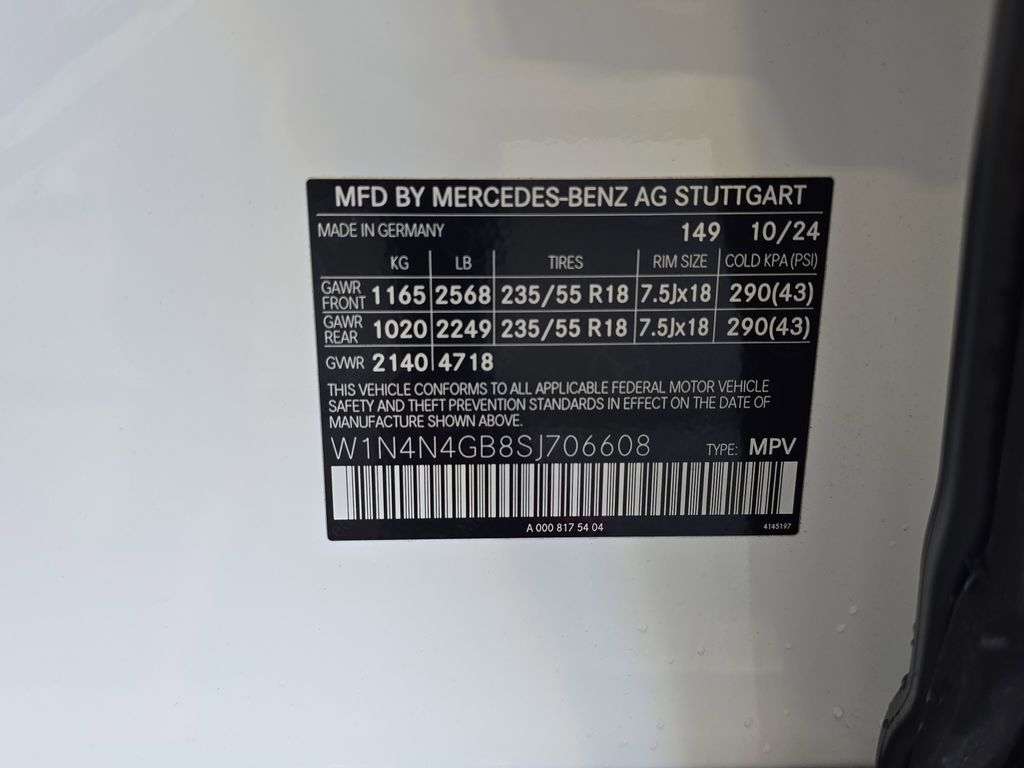 MFD BY MERCEDES-BENZ AG STUTTGART
MADE IN GERMANY 149 10/24
KG LB TIRES RIM SIZE COLD KPA (PSI)
GAWR FRONT 1165 2568 235/55 R18 7.5Jx18 290(43)
GAWR REAR 1020 2249 235/55 R18 7.5Jx18 290(43)
GVWR 2140 4718
THIS VEHICLE CONFORMS TO ALL APPLICABLE FEDERAL MOTOR VEHICLE
SAFETY AND THEFT PREVENTION STANDARDS IN EFFECT ON THE DATE OF
MANUFACTURE SHOWN ABOVE.
W1N4N4GB8SJ706608 TYPE: MPV
A 000 817 54 04 4145197